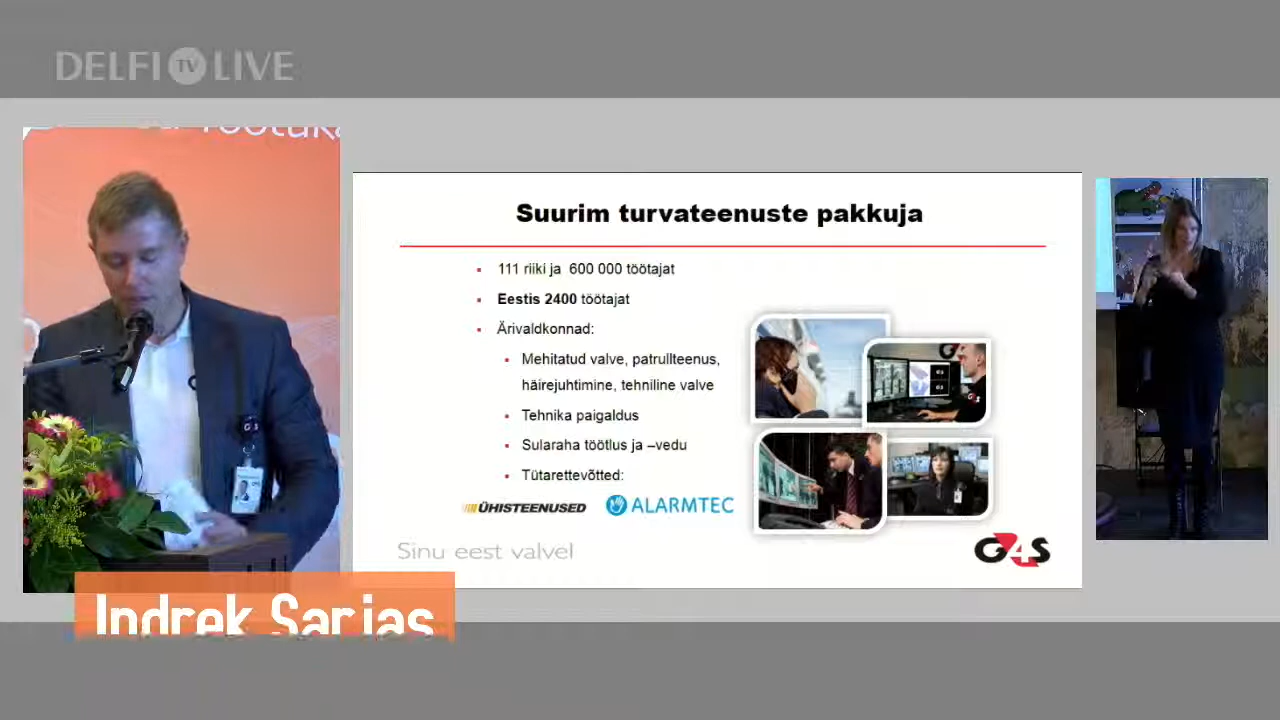 DELFI TV LIVE
Suurim turvateenuste pakkuja
111 riiki ja 600 000 töötajat
Eestis 2400 töötajat
Ärivaldkonnad:
Mehitatud valve, patrullteenus,
häirejuhtimine, tehniline valve
Tehnika paigaldus
Sularaha töötlus ja –vedu
Tütarettevõtted:
ÜHISTEENUSED
ALARMTEC
Sinu eest valvel
G4S
Indrek Sarjas